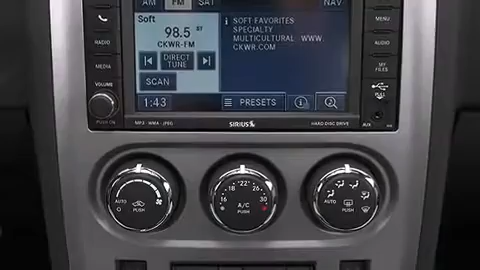 AM FM SAT NAV
MENU
Soft
98.5
CKWR-FM
SOFT FAVORITES
SPECIALTY
MULTICULTURAL WWW.
CKWR.COM
RADIO
AUDIO
MEDIA
DIRECT
TUNE
MY
FILES
SCAN
VOLUME
1:43
PRESETS
PUSH ON
MP3 · WMA · JPEG
SIRIUS
HARD DISC DRIVE
AUX
18 "22° 26
16 30
AUTO
PUSH
A/C
PUSH
AUTO
PUSH